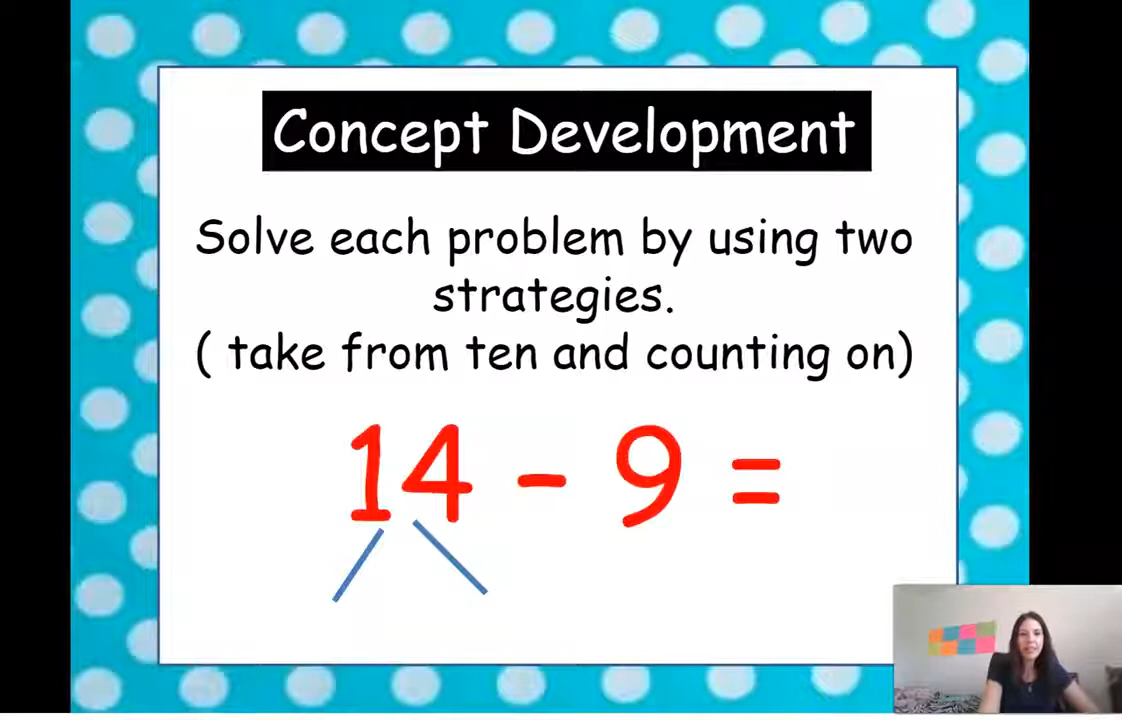 Concept Development
Solve each problem by using two
strategies.
( take from ten and counting on)
14 - 9 =